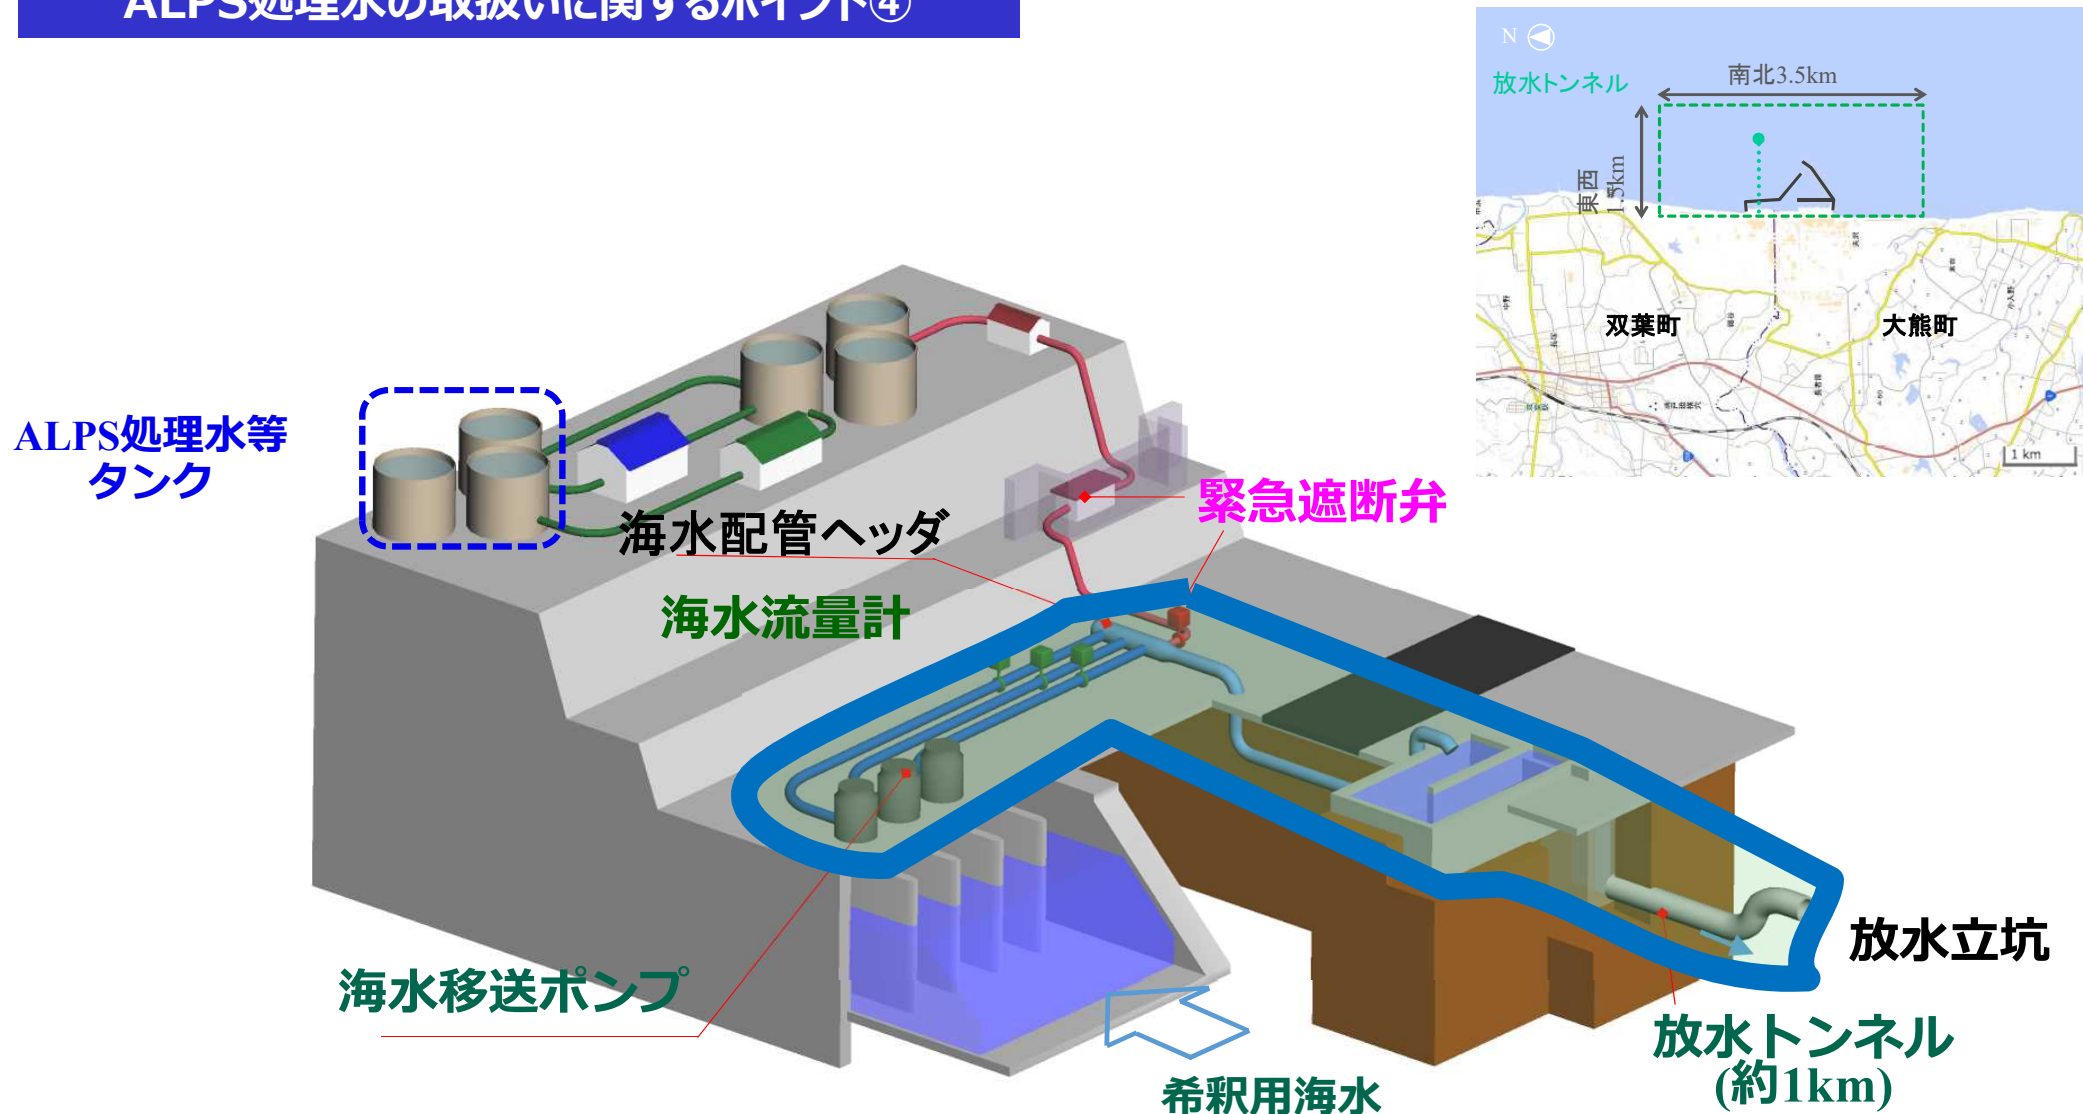 ALPS処理水の取扱いに関するポイント④
N
放水トンネル
南北3.5km
東西
1.5km
双葉町
大熊町
1 km
ALPS処理水等
タンク
海水配管ヘッダ
緊急遮断弁
海水流量計
海水移送ポンプ
放水立坑
放水トンネル
(約1km)
希釈用海水